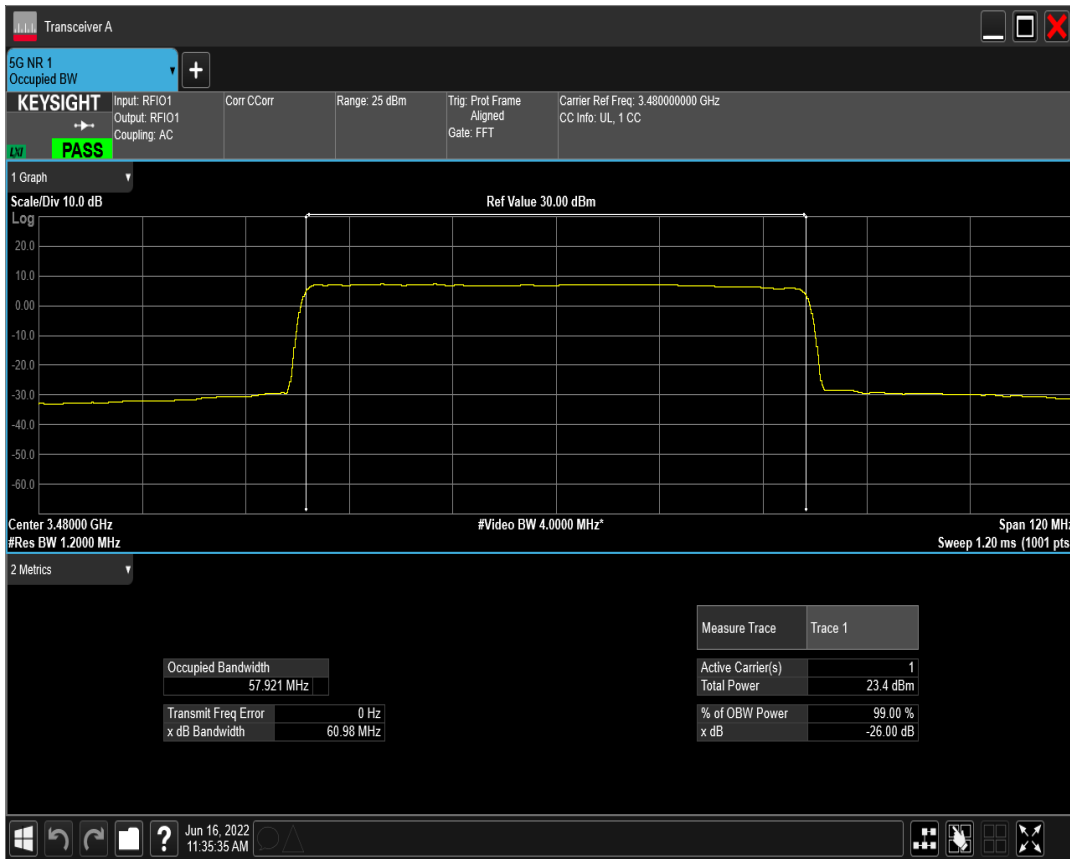 Transceiver A
5G NR 1
Occupied BW
+
KEYSIGHT
LXI
PASS
Input: RFIO1
Output: RFIO1
Coupling: AC
Corr CCorr
Range: 25 dBm
Trig: Prot Frame
Aligned
Gate: FFT
Carrier Ref Freq: 3.480000000 GHz
CC Info: UL, 1 CC
1 Graph
Scale/Div 10.0 dB
Ref Value 30.00 dBm
Log
20.0
10.0
0.00
-10.0
-20.0
-30.0
-40.0
-50.0
-60.0
Center 3.48000 GHz
#Video BW 4.0000 MHz*
Span 120 MHz
#Res BW 1.2000 MHz
Sweep 1.20 ms (1001 pts
2 Metrics
Measure Trace Trace 1
Occupied Bandwidth
57.921 MHz
Active Carrier(s) 1
Total Power 23.4 dBm
Transmit Freq Error 0 Hz
x dB Bandwidth 60.98 MHz
% of OBW Power 99.00 %
x dB -26.00 dB
?
Jun 16, 2022
11:35:35 AM